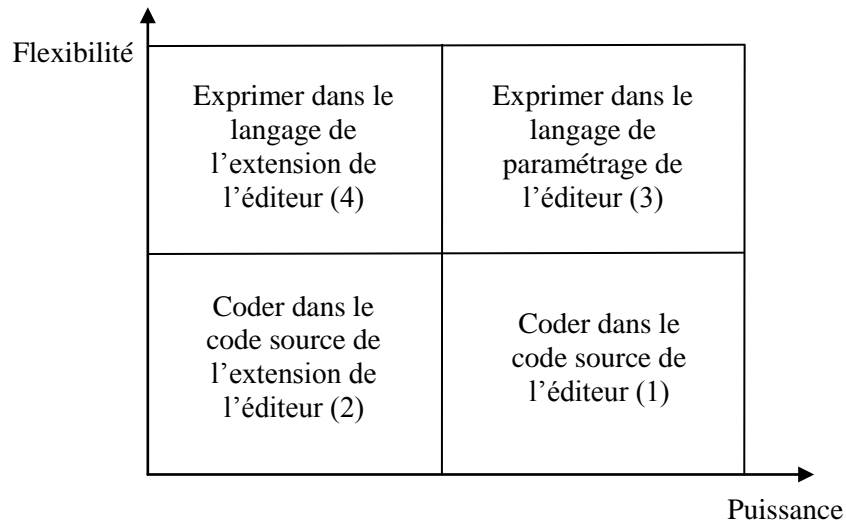 Flexibilité
Exprimer dans le
langage de
l’extension de
l’éditeur (4)
Exprimer dans le
langage de
paramétrage de
l’éditeur (3)
Coder dans le
code source de
l’extension de
l’éditeur (2)
Coder dans le
code source de
l’éditeur (1)
Puissance